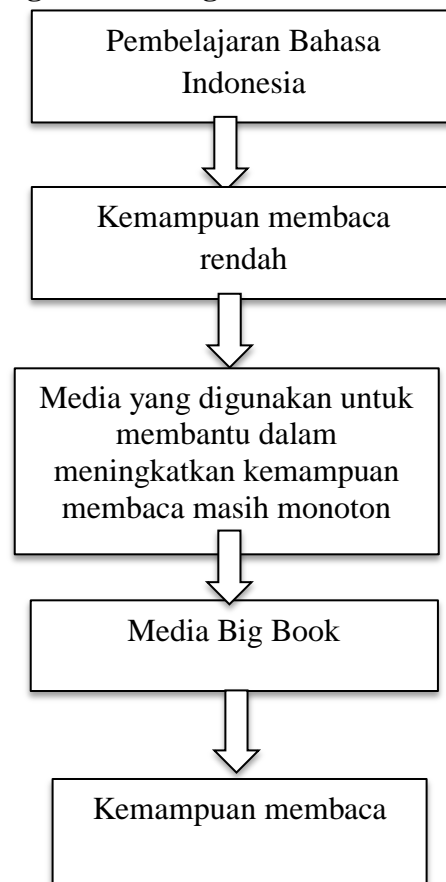 Pembelajaran Bahasa
Indonesia
Kemampuan membaca
rendah
Media yang digunakan untuk
membantu dalam
meningkatkan kemampuan
membaca masih monoton
Media Big Book
Kemampuan membaca